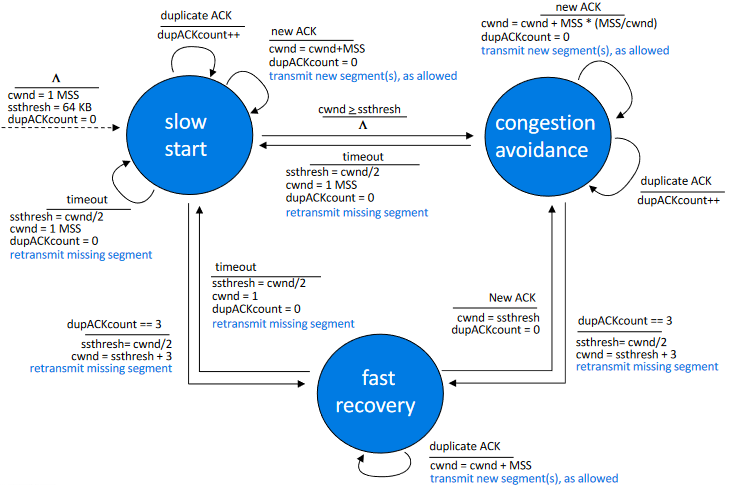 duplicate ACK
dupACKcount++
new ACK
cwnd = cwnd+MSS
dupACKcount = 0
transmit new segment(s), as allowed
new ACK
cwnd = cwnd + MSS * (MSS/cwnd)
dupACKcount = 0
transmit new segment(s), as allowed
Λ
cwnd = 1 MSS
ssthresh = 64 KB
dupACKcount = 0
slow
start
cwnd ≥ ssthresh
Λ
congestion
avoidance
timeout
ssthresh = cwnd/2
cwnd = 1 MSS
dupACKcount = 0
retransmit missing segment
duplicate ACK
dupACKcount++
timeout
ssthresh = cwnd/2
cwnd = 1 MSS
dupACKcount = 0
retransmit missing segment
timeout
ssthresh = cwnd/2
cwnd = 1
dupACKcount = 0
retransmit missing segment
New ACK
cwnd = ssthresh
dupACKcount = 0
dupACKcount == 3
ssthresh= cwnd/2
cwnd = ssthresh + 3
retransmit missing segment
dupACKcount == 3
ssthresh= cwnd/2
cwnd = ssthresh + 3
retransmit missing segment
fast
recovery
duplicate ACK
cwnd = cwnd + MSS
transmit new segment(s), as allowed